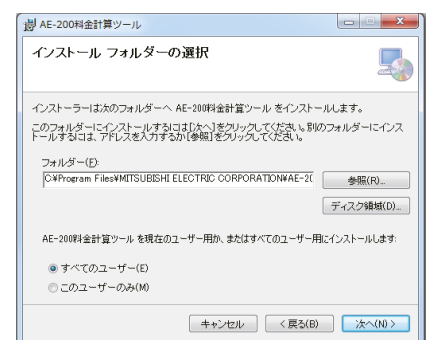 AE-200料金計算ツール
インストール フォルダーの選択
インストーラーは次のフォルダーへ AE-200料金計算ツール をインストールします。
このフォルダーにインストールするには[次へ]をクリックしてください。別のフォルダーにインス
トールするには、アドレスを入力するか[参照]をクリックしてください。
フォルダー(F):
C:¥Program Files¥MITSUBISHI ELECTRIC CORPORATION¥AE-20
参照(R)...
ディスク領域(D)...
AE-200料金計算ツール を現在のユーザー用か、またはすべてのユーザー用にインストールします:
すべてのユーザー(E)
このユーザーのみ(M)
キャンセル
< 戻る(B)
次へ(N) >